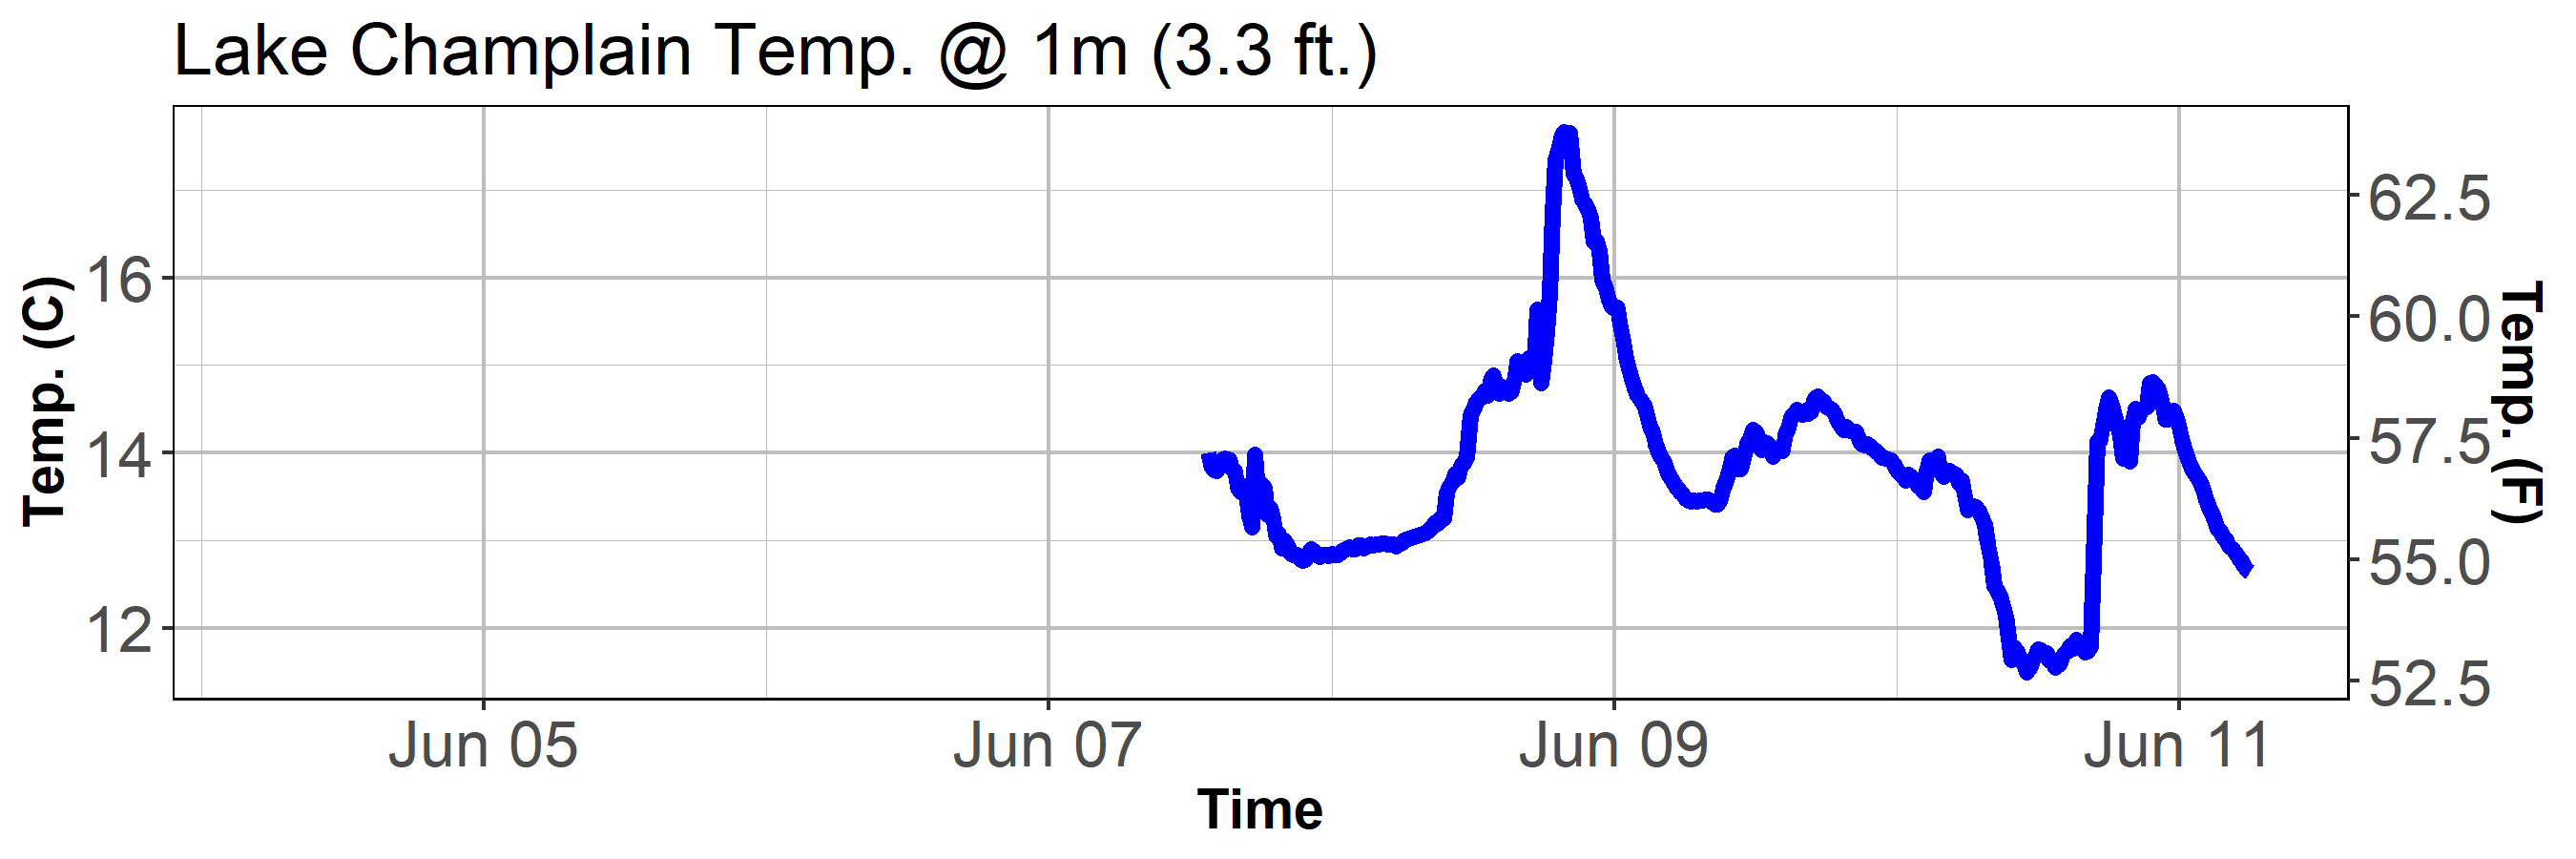 Lake Champlain Temp. @ 1m (3.3 ft.)
Temp. (C)
16
14
12
62.5
60.0
57.5
55.0
52.5
Temp. (F)
Jun 05
Jun 07
Jun 09
Jun 11
Time